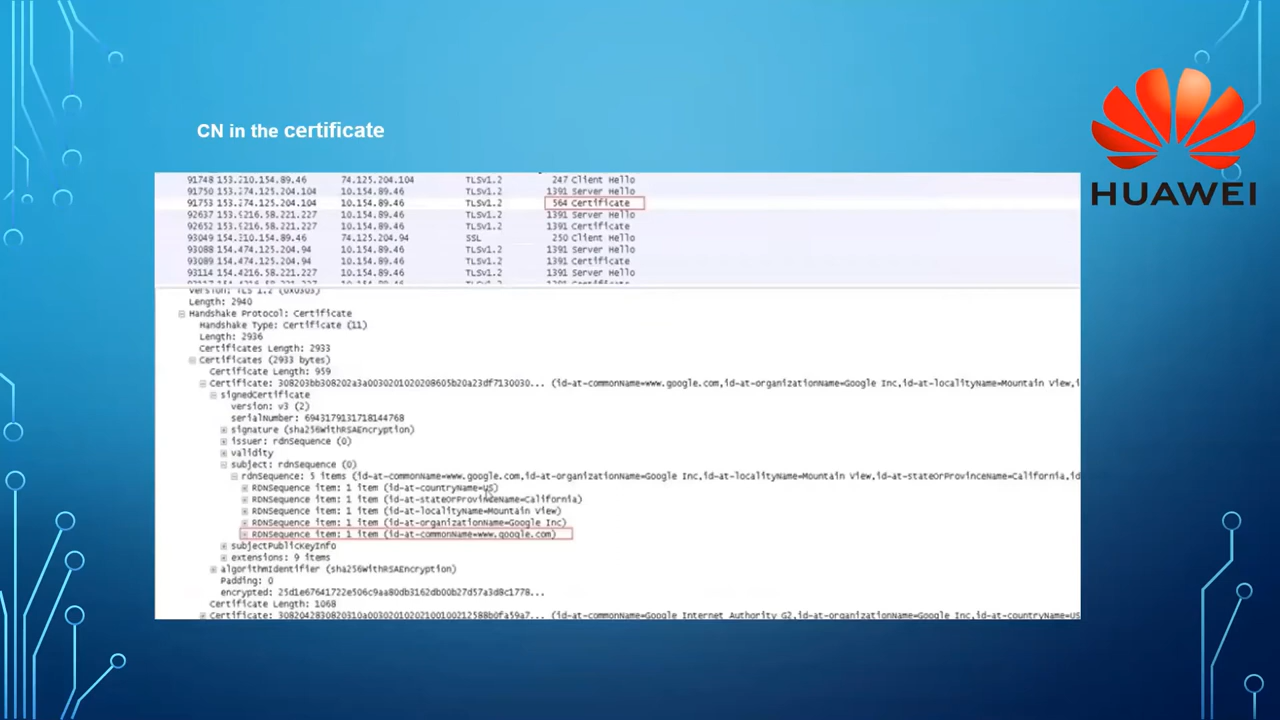 CN in the certificate
HUAWEI
91748 153.210.154.89.46 74.125.204.104 TLSv1.2 247 Client Hello
91750 153.274.125.204.104 10.154.89.46 TLSv1.2 1391 Server Hello
91753 153.274.125.204.104 10.154.89.46 TLSv1.2 564 Certificate
92637 153.9216.58.221.227 10.154.89.46 TLSv1.2 1391 Server Hello
92652 153.9216.58.221.227 10.154.89.46 TLSv1.2 1391 Certificate
93049 154.310.154.89.46 74.125.204.94 SSL 250 Client Hello
93088 154.474.125.204.94 10.154.89.46 TLSv1.2 1391 Server Hello
93089 154.474.125.204.94 10.154.89.46 TLSv1.2 1391 Certificate
93114 154.4216.58.221.227 10.154.89.46 TLSv1.2 1391 Server Hello
Version: TLS 1.2 (0x0303)
Length: 2940
Handshake Protocol: Certificate
Handshake Type: Certificate (11)
Length: 2936
Certificates Length: 2933
Certificates (2933 bytes)
Certificate Length: 959
Certificate: 308203bb308202a3a0030201020208605b20a23df7130030... (id-at-commonName=www.google.com,id-at-organizationName=Google Inc,id-at-localityName=Mountain View,i
signedCertificate
version: v3 (2)
serialNumber: 6943179131718144768
signature (sha256WithRSAEncryption)
issuer: rdnSequence (0)
validity
subject: rdnSequence (0)
rdnSequence: 5 items (id-at-commonName=www.google.com,id-at-organizationName=Google Inc,id-at-localityName=Mountain View,id-at-stateOrProvinceName=California,id
RDNSequence item: 1 item (id-at-countryName=US)
RDNSequence item: 1 item (id-at-stateOrProvinceName=California)
RDNSequence item: 1 item (id-at-localityName=Mountain View)
RDNSequence item: 1 item (id-at-organizationName=Google Inc)
RDNSequence item: 1 item (id-at-commonName=www.google.com)
subjectPublicKeyInfo
extensions: 9 items
algorithmIdentifier (sha256WithRSAEncryption)
Padding: 0
encrypted: 25d1e67641722e506c9aa80db3162db00b27d57a3d8c1778...
Certificate Length: 1068
Certificate: 3082042830820310a00302010202100100212588b0fa59a7... (id-at-commonName=Google Internet Authority G2,id-at-organizationName=Google Inc,id-at-countryName=US